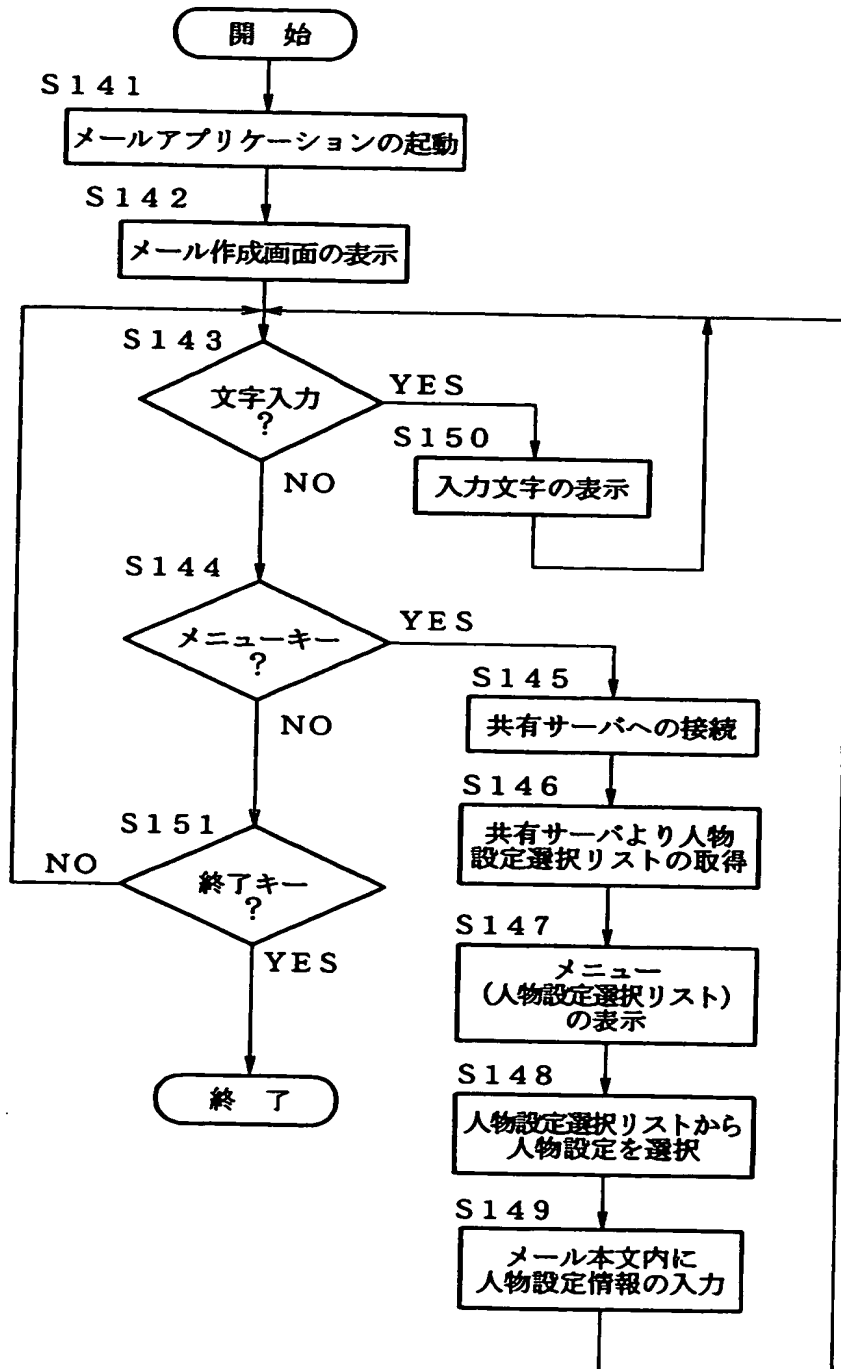 開 始
S141
メールアプリケーションの起動
S142
メール作成画面の表示
S143
文字入力
?
YES
NO
S150
入力文字の表示
S144
メニューキー
?
YES
NO
S145
共有サーバへの接続
S146
共有サーバより人物
設定選択リストの取得
S147
メニュー
(人物設定選択リスト)
の表示
S148
人物設定選択リストから
人物設定を選択
S149
メール本文内に
人物設定情報の入力
S151
終了キー
?
NO
YES
終 了